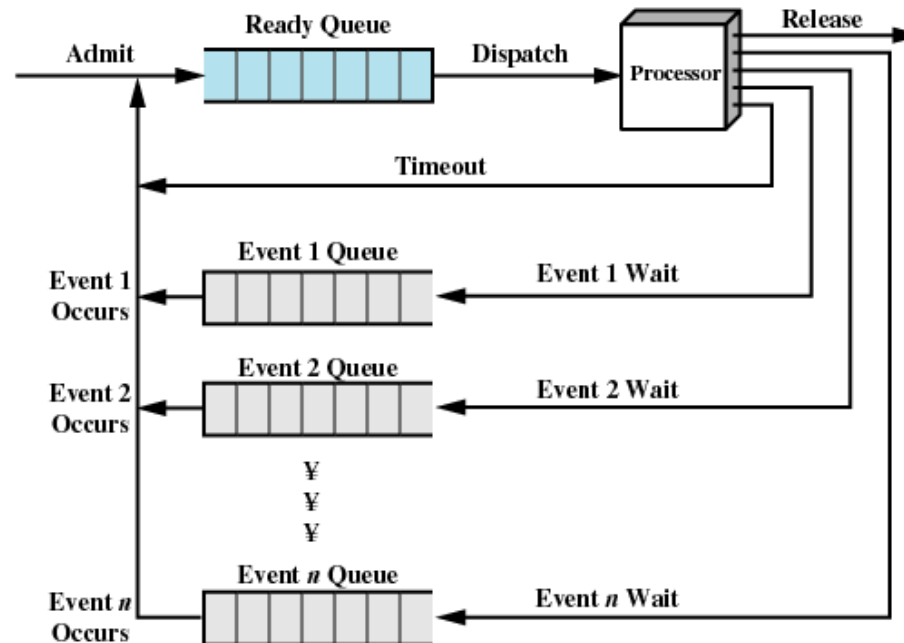 Ready Queue
Release
Admit
Dispatch
Processor
Timeout
Event 1 Queue
Event 1
Occurs
Event 1 Wait
Event 2 Queue
Event 2
Occurs
Event 2 Wait
¥
¥
¥
Event n Queue
Event n
Occurs
Event n Wait